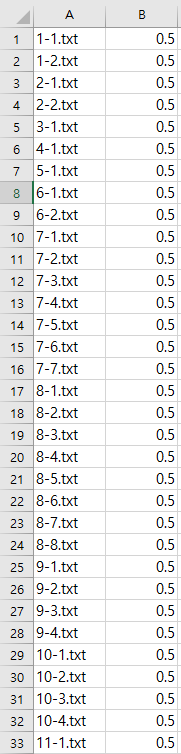 A B
1 1-1.txt 0.5
2 1-2.txt 0.5
3 2-1.txt 0.5
4 2-2.txt 0.5
5 3-1.txt 0.5
6 4-1.txt 0.5
7 5-1.txt 0.5
8 6-1.txt 0.5
9 6-2.txt 0.5
10 7-1.txt 0.5
11 7-2.txt 0.5
12 7-3.txt 0.5
13 7-4.txt 0.5
14 7-5.txt 0.5
15 7-6.txt 0.5
16 7-7.txt 0.5
17 8-1.txt 0.5
18 8-2.txt 0.5
19 8-3.txt 0.5
20 8-4.txt 0.5
21 8-5.txt 0.5
22 8-6.txt 0.5
23 8-7.txt 0.5
24 8-8.txt 0.5
25 9-1.txt 0.5
26 9-2.txt 0.5
27 9-3.txt 0.5
28 9-4.txt 0.5
29 10-1.txt 0.5
30 10-2.txt 0.5
31 10-3.txt 0.5
32 10-4.txt 0.5
33 11-1.txt 0.5